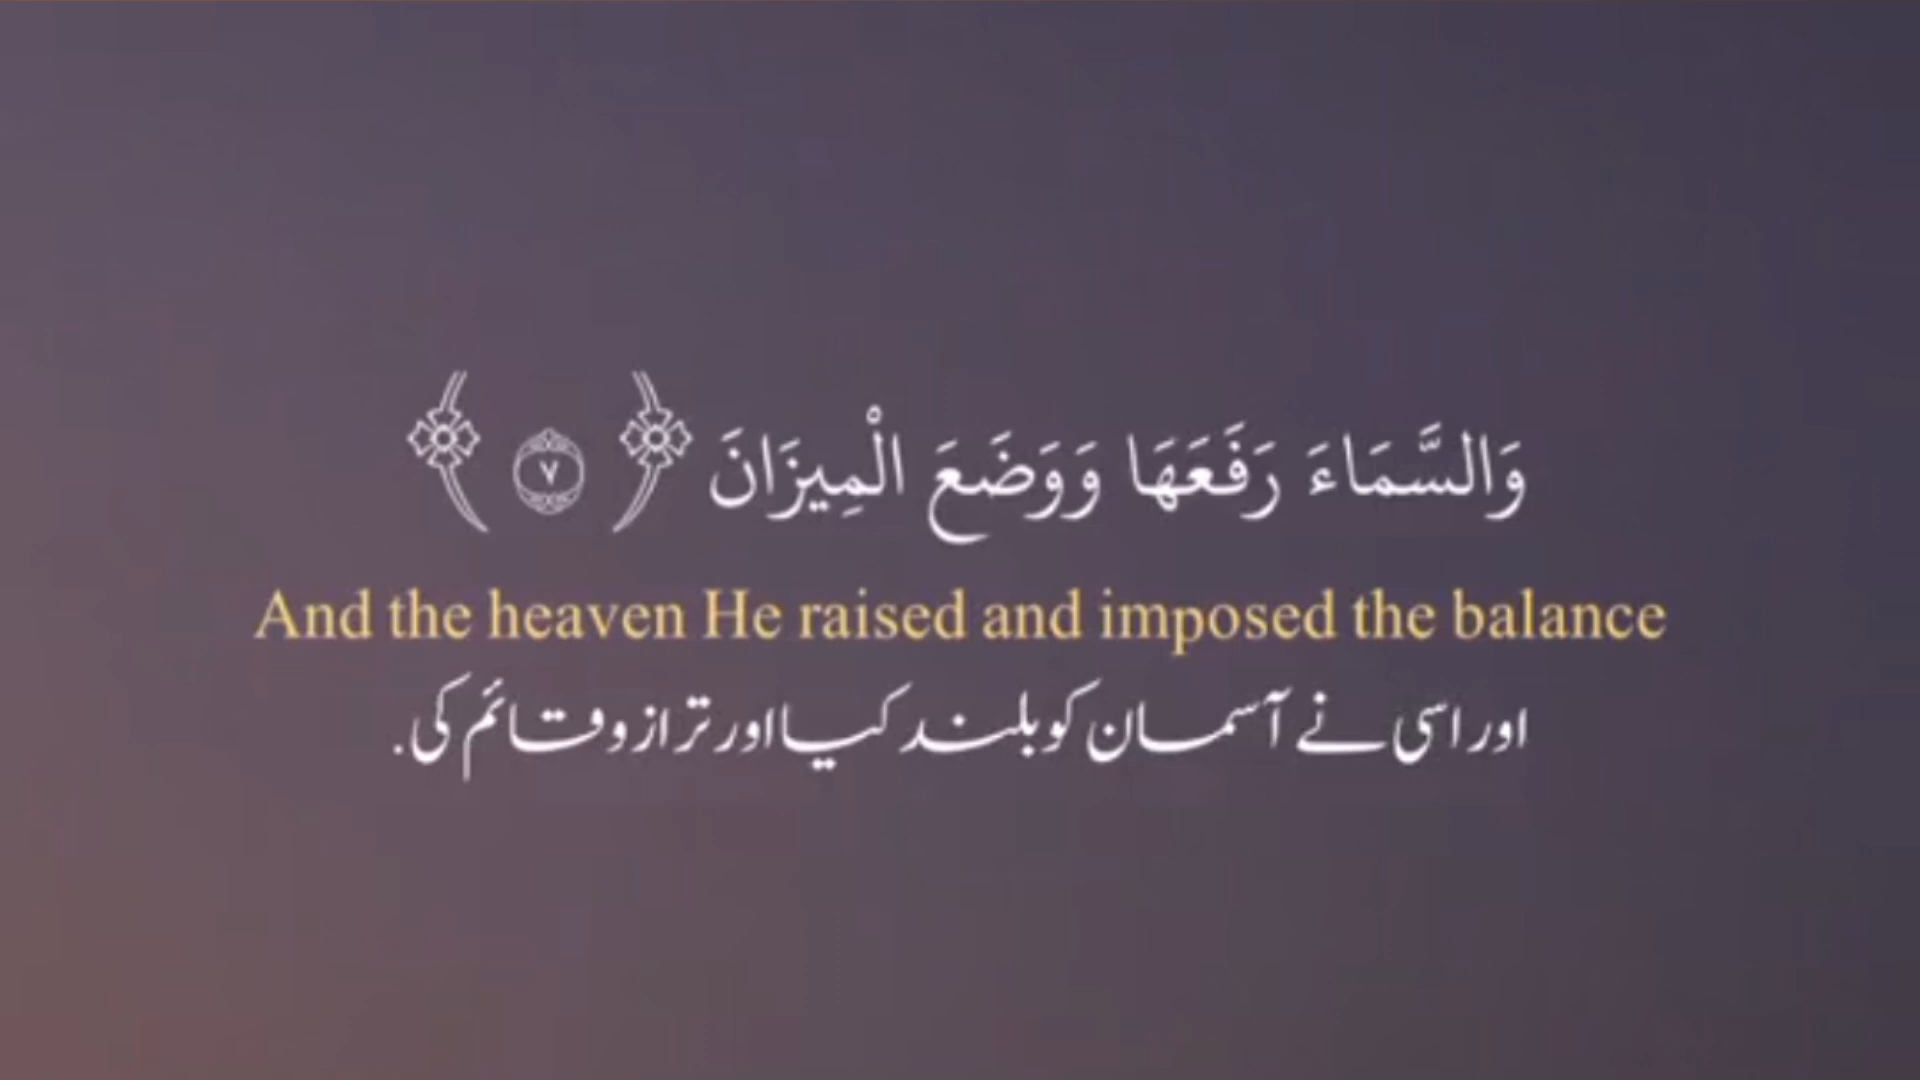 وَالسَّمَاءَ رَفَعَهَا وَوَضَعَ الْمِيزَانَ ﴿٧﴾
And the heaven He raised and imposed the balance
اور اسی نے آسمان کو بلند کیا اور ترازو قائم کی.